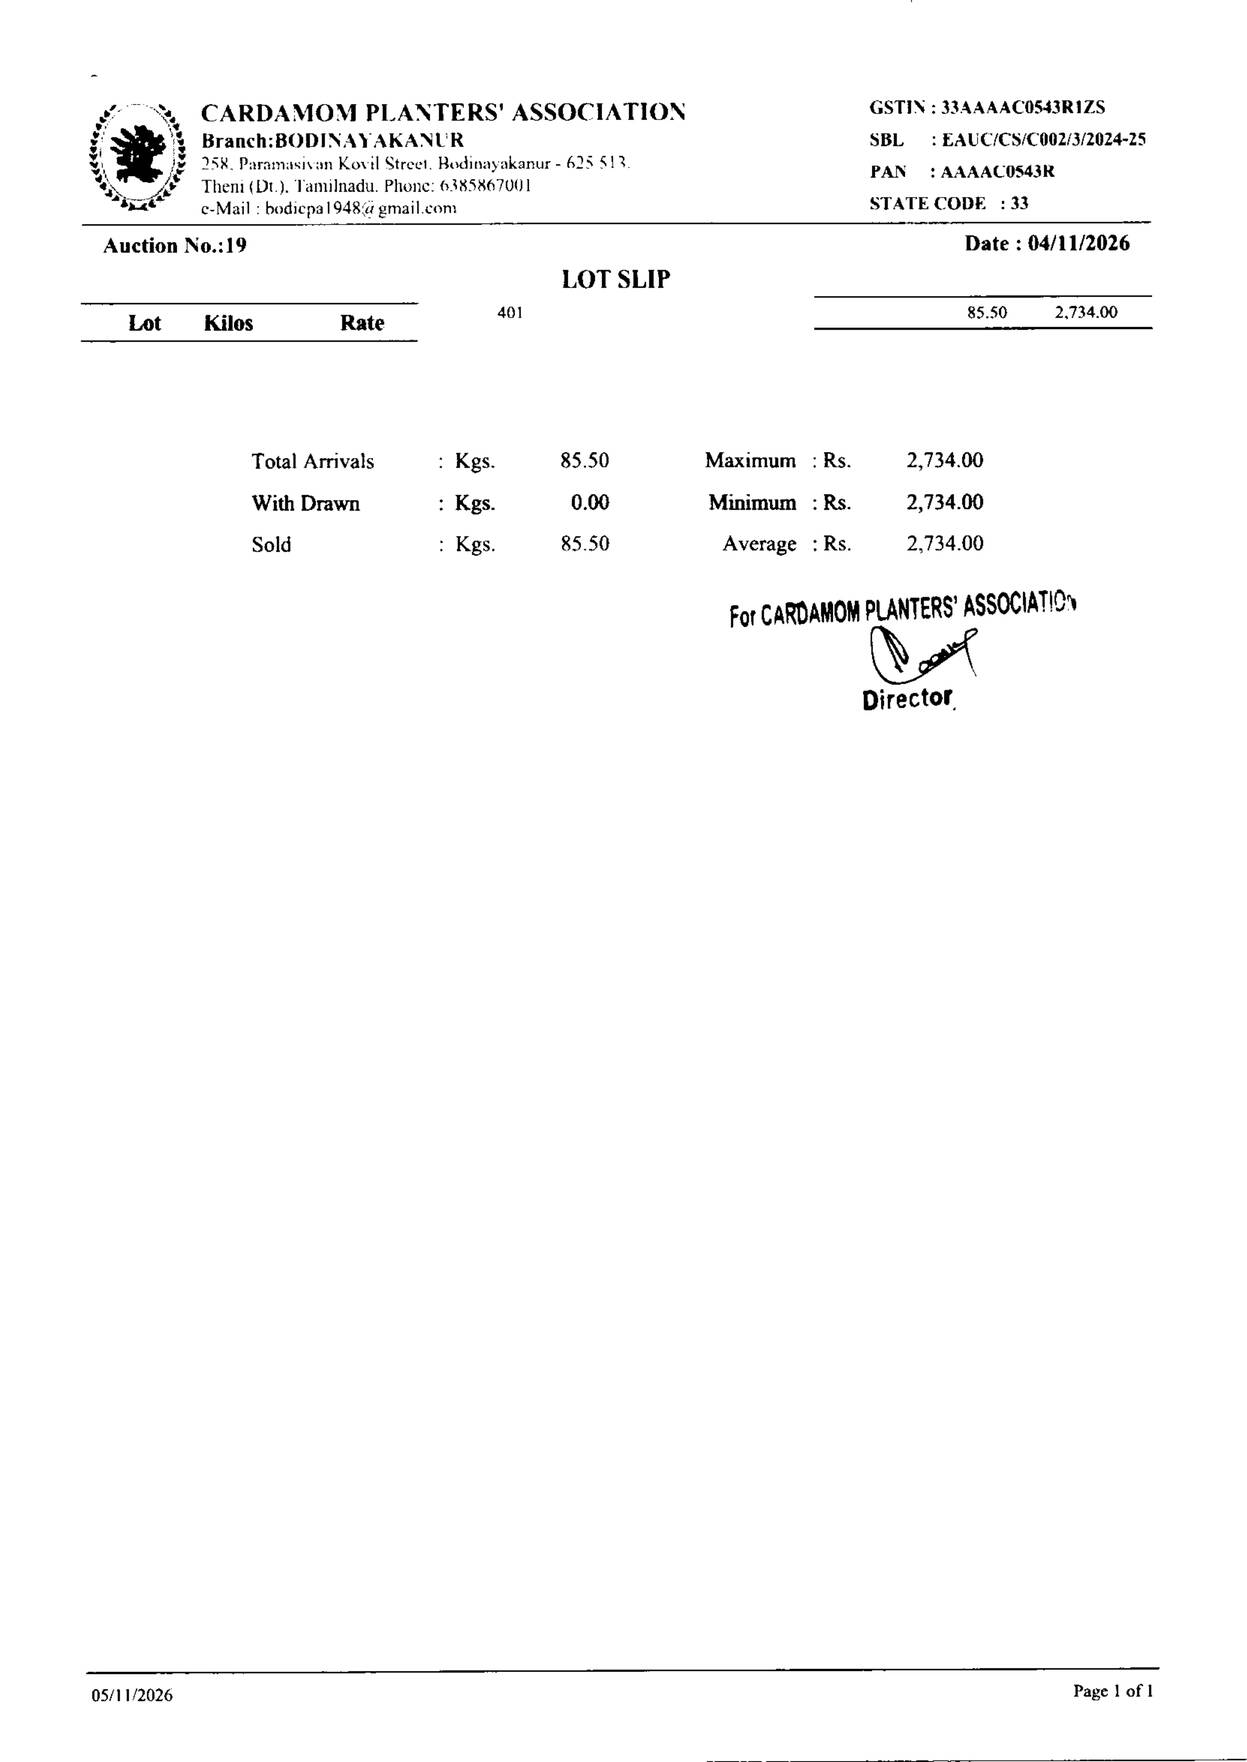 CARDAMOM PLANTERS' ASSOCIATION
Branch:BODINAYAKANUR
258, Paramasivan Kovil Street, Bodinayakanur - 625 513.
Theni (Dt.), Tamilnadu. Phone: 6385867001
e-Mail : bodicpa1948@gmail.com
GSTIN : 33AAAAC0543R1ZS
SBL : EAUC/CS/C002/3/2024-25
PAN : AAAAC0543R
STATE CODE : 33
Auction No.:19 Date : 04/11/2026
LOT SLIP
Lot Kilos Rate
401 85.50 2,734.00
Total Arrivals : Kgs. 85.50 Maximum : Rs. 2,734.00
With Drawn : Kgs. 0.00 Minimum : Rs. 2,734.00
Sold : Kgs. 85.50 Average : Rs. 2,734.00
For CARDAMOM PLANTERS' ASSOCIATION
Director
05/11/2026 Page 1 of 1